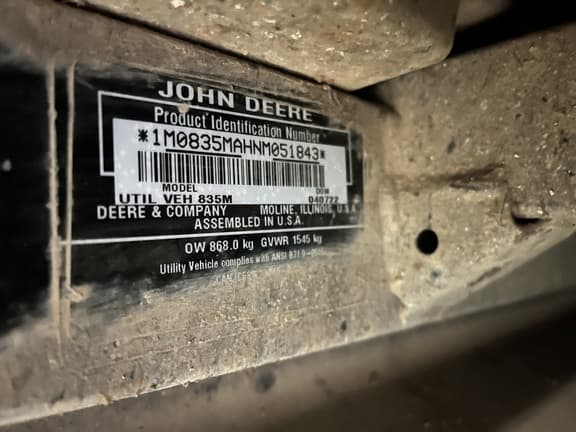 JOHN DEERE
Product Identification Number
*1M0835MAHNM051843*
MODEL DOM
UTIL VEH 835M 040722
DEERE & COMPANY MOLINE, ILLINOIS, U.S.A.
ASSEMBLED IN U.S.A.
OW 868.0 kg GVWR 1545 kg
Utility Vehicle complies with ANSI